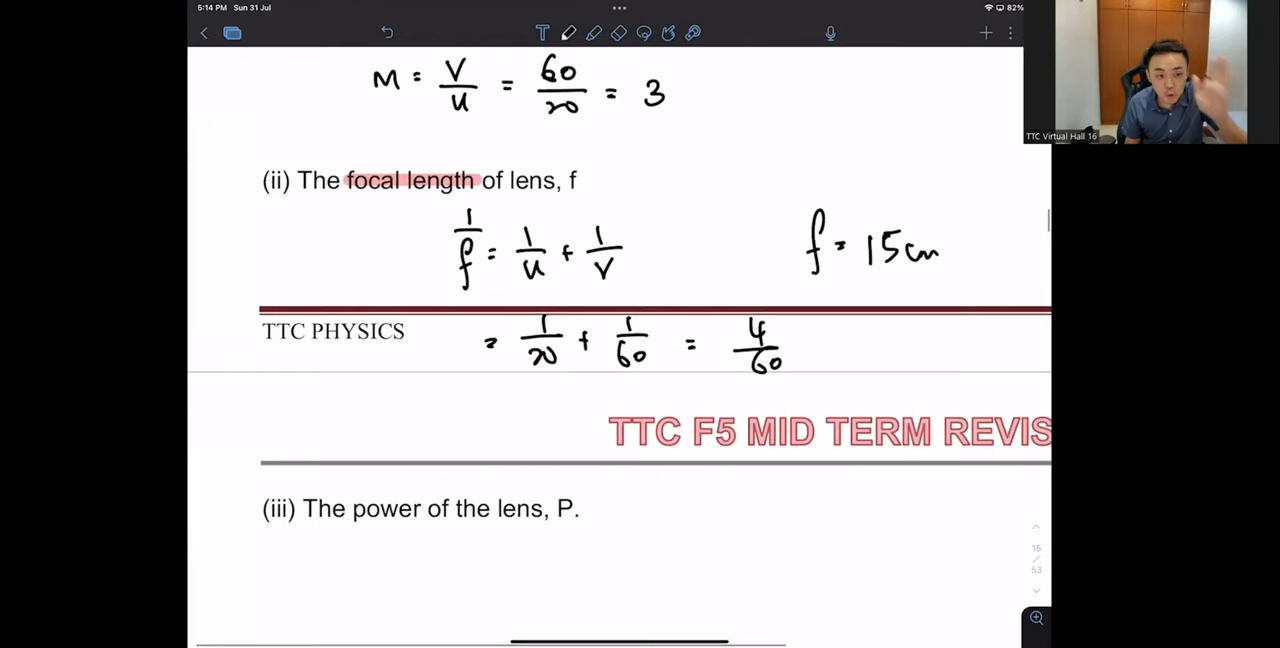 5:14 PM Sun 31 Jul
82%
M = V/u = 60/20 = 3
TTC Virtual Hall 16
(ii) The focal length of lens, f
1/f = 1/u + 1/v
f = 15cm
TTC PHYSICS
= 1/20 + 1/60 = 4/60
TTC F5 MID TERM REVIS
(iii) The power of the lens, P.
16
/
53